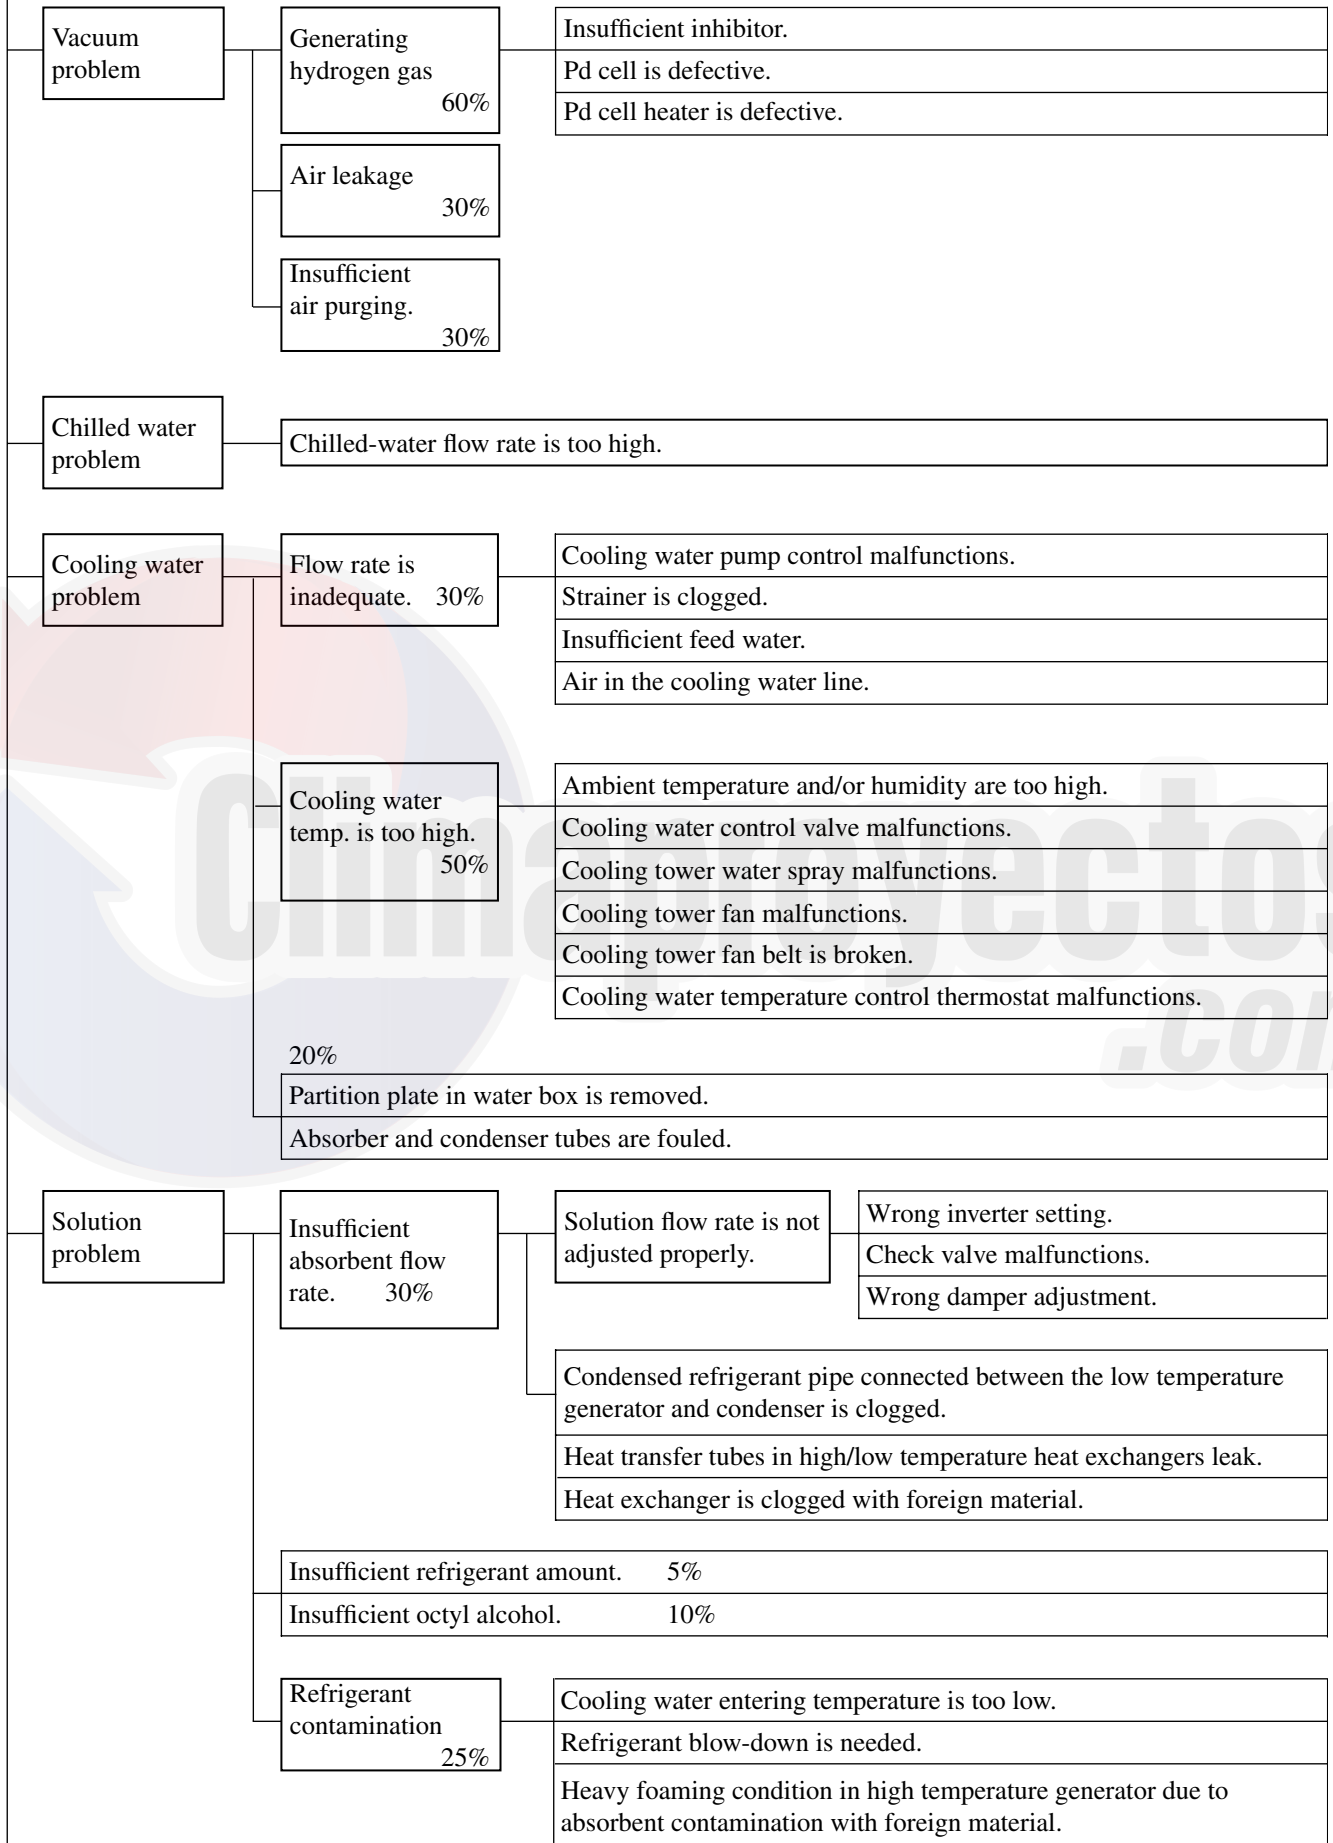 Vacuum
problem
Generating
hydrogen gas
60%
Insufficient inhibitor.
Pd cell is defective.
Pd cell heater is defective.
Air leakage
30%
Insufficient
air purging.
30%
Chilled water
problem
Chilled-water flow rate is too high.
Cooling water
problem
Flow rate is
inadequate. 30%
Cooling water pump control malfunctions.
Strainer is clogged.
Insufficient feed water.
Air in the cooling water line.
Cooling water
temp. is too high.
50%
Ambient temperature and/or humidity are too high.
Cooling water control valve malfunctions.
Cooling tower water spray malfunctions.
Cooling tower fan malfunctions.
Cooling tower fan belt is broken.
Cooling water temperature control thermostat malfunctions.
20%
Partition plate in water box is removed.
Absorber and condenser tubes are fouled.
Solution
problem
Insufficient
absorbent flow
rate. 30%
Solution flow rate is not
adjusted properly.
Wrong inverter setting.
Check valve malfunctions.
Wrong damper adjustment.
Condensed refrigerant pipe connected between the low temperature
generator and condenser is clogged.
Heat transfer tubes in high/low temperature heat exchangers leak.
Heat exchanger is clogged with foreign material.
Insufficient refrigerant amount. 5%
Insufficient octyl alcohol. 10%
Refrigerant
contamination
25%
Cooling water entering temperature is too low.
Refrigerant blow-down is needed.
Heavy foaming condition in high temperature generator due to
absorbent contamination with foreign material.
Climaproyectos
.com